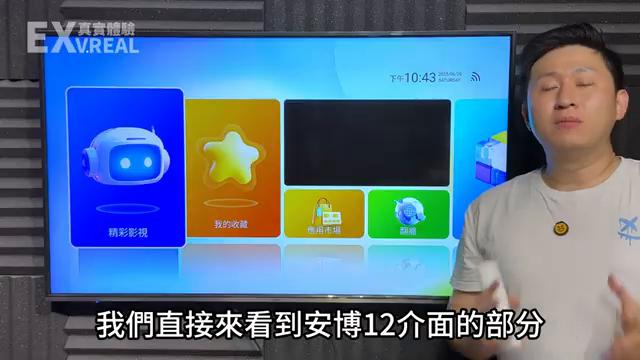 EX 真實體驗
V.REAL
下午10:43
SATURDAY
精彩影視
我的收藏
應用市場
翻牆
我們直接來看到安博12介面的部分